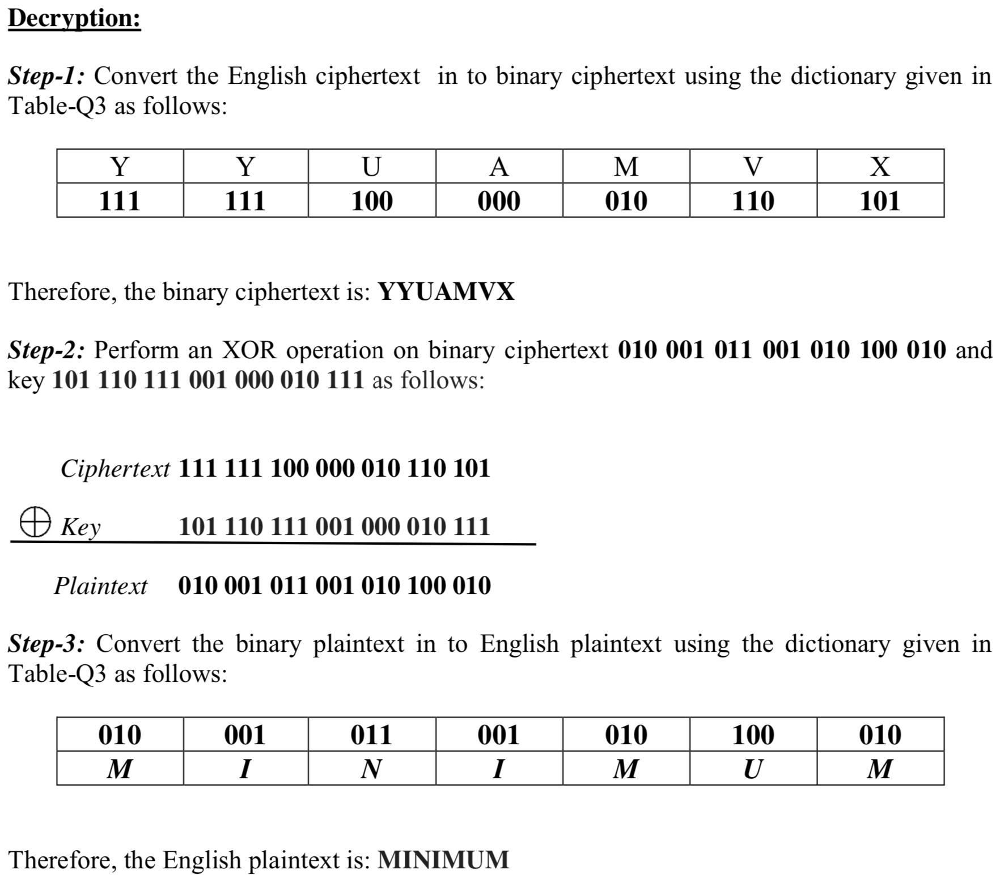 Decryption:
Step-1: Convert the English ciphertext in to binary ciphertext using the dictionary given in
Table-Q3 as follows:
Y Y U A M V X
111 111 100 000 010 110 101
Therefore, the binary ciphertext is: YYUAMVX
Step-2: Perform an XOR operation on binary ciphertext 010 001 011 001 010 100 010 and
key 101 110 111 001 000 010 111 as follows:
Ciphertext 111 111 100 000 010 110 101
⊕ Key 101 110 111 001 000 010 111
Plaintext 010 001 011 001 010 100 010
Step-3: Convert the binary plaintext in to English plaintext using the dictionary given in
Table-Q3 as follows:
010 001 011 001 010 100 010
M I N I M U M
Therefore, the English plaintext is: MINIMUM